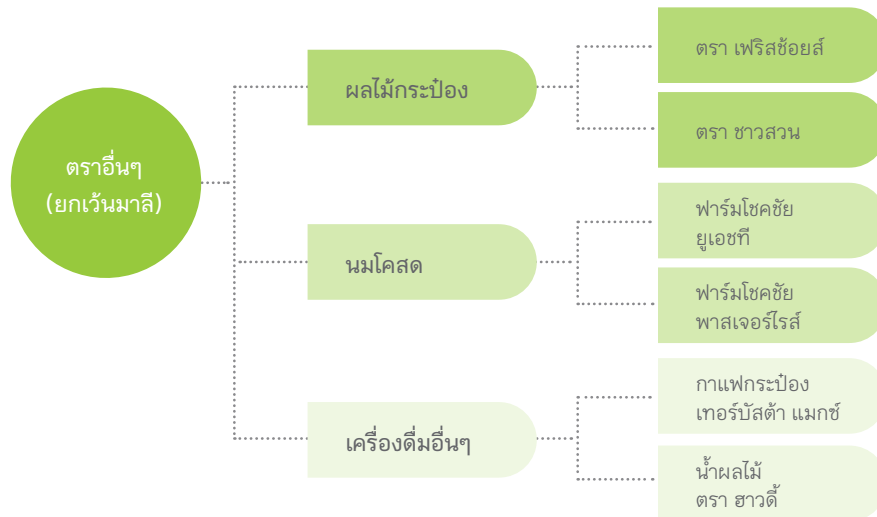 ตราอื่นๆ
(ยกเว้นมาลี)
ผลไม้กระป๋อง
ตรา เฟริสช้อยส์
ตรา ชาวสวน
นมโคสด
ฟาร์มโชคชัย
ยูเอชที
ฟาร์มโชคชัย
พาสเจอร์ไรส์
เครื่องดื่มอื่นๆ
กาแฟกระป๋อง
เทอร์บัสต้า แมกซ์
น้ำผลไม้
ตรา ฮาวดี้